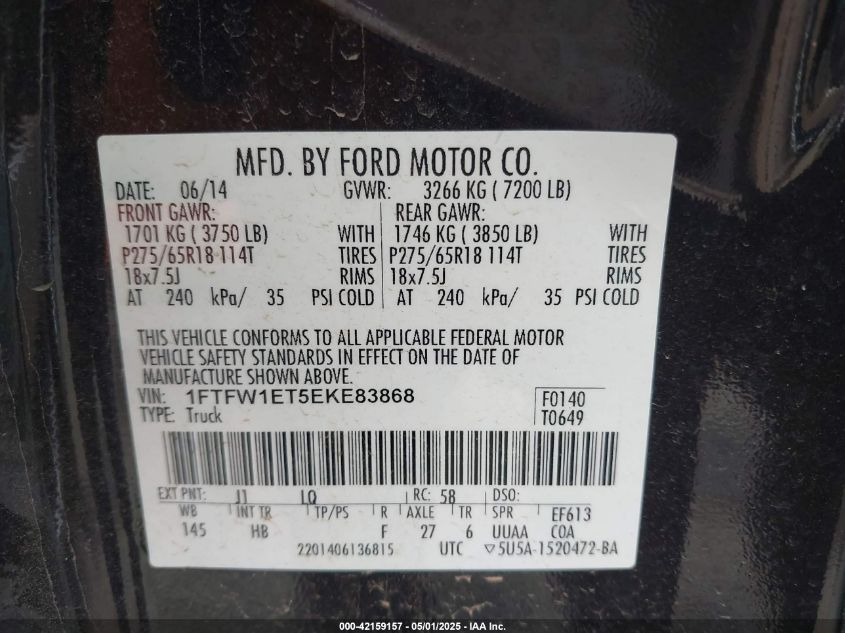 MFD. BY FORD MOTOR CO.
DATE: 06/14 GVWR: 3266 KG ( 7200 LB)
FRONT GAWR: REAR GAWR:
1701 KG ( 3750 LB) WITH 1746 KG ( 3850 LB) WITH
P275/65R18 114T TIRES P275/65R18 114T TIRES
18x7.5J RIMS 18x7.5J RIMS
AT 240 kPa/ 35 PSI COLD AT 240 kPa/ 35 PSI COLD
THIS VEHICLE CONFORMS TO ALL APPLICABLE FEDERAL MOTOR
VEHICLE SAFETY STANDARDS IN EFFECT ON THE DATE OF
MANUFACTURE SHOWN ABOVE.
VIN: 1FTFW1ET5EKE83868 F0140
TYPE: Truck T0649
EXT PNT: J1 LQ RC: 58 DSO:
WB INT TR TP/PS R AXLE TR SPR EF613
145 HB F 27 6 UUAA COA
2201406136815 UTC ▽5U5A-1520472-BA
000-42159157 - 05/01/2025 - IAA Inc.